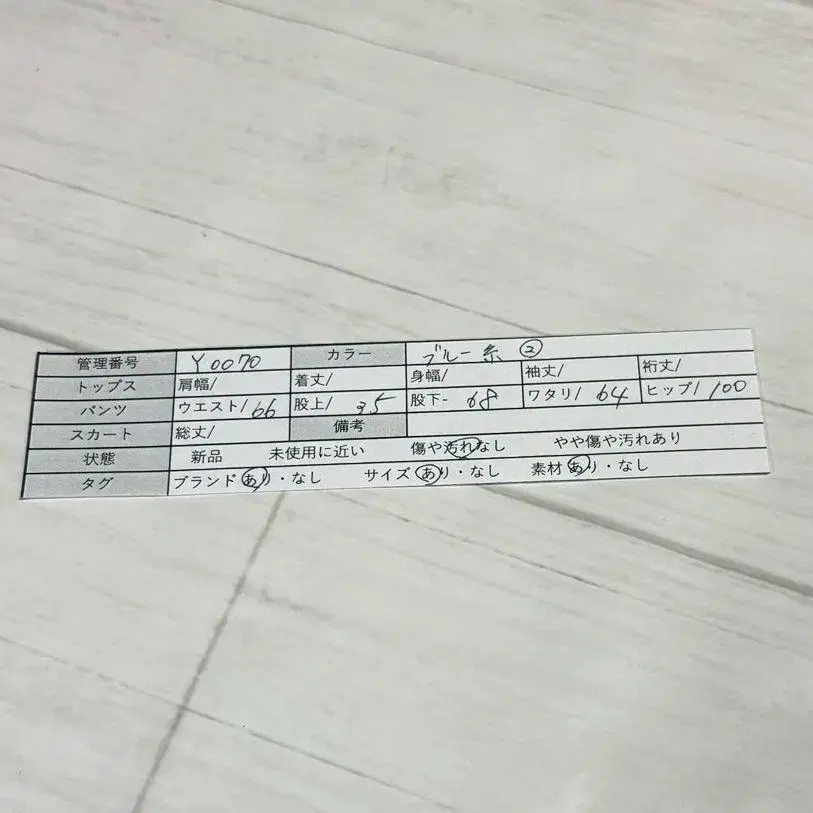 管理番号 Y0070 カラー ブルー系 ②
トップス 肩幅/ 着丈/ 身幅/ 袖丈/ 裄丈/
パンツ ウエスト/66 股上/35 股下-68 ワタリ/64 ヒップ/100
スカート 総丈/ 備考
状態 新品 未使用に近い 傷や汚れなし やや傷や汚れあり
タグ ブランドあり・なし サイズあり・なし 素材あり・なし